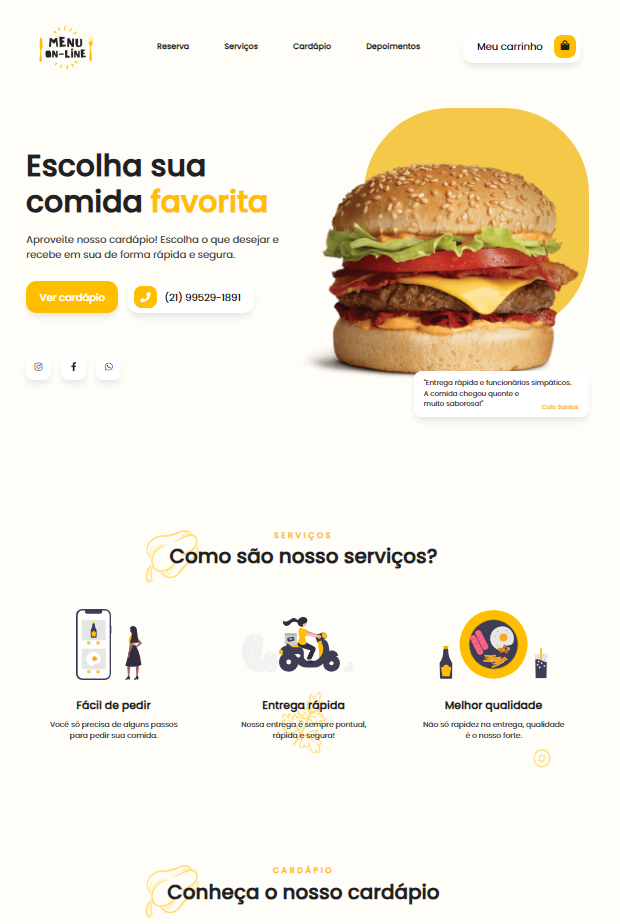 MENU
ON-LINE
Reserva
Serviços
Cardápio
Depoimentos
Meu carrinho
Escolha sua
comida favorita
Aproveite nosso cardápio! Escolha o que desejar e
recebe em sua de forma rápida e segura.
Ver cardápio
(21) 99529-1891
"Entrega rápida e funcionários simpáticos.
A comida chegou quente e
muito saborosa!"
Caio Santos
SERVIÇOS
Como são nosso serviços?
Fácil de pedir
Você só precisa de alguns passos
para pedir sua comida.
Entrega rápida
Nossa entrega é sempre pontual,
rápida e segura!
Melhor qualidade
Não só rapidez na entrega, qualidade
é o nosso forte.
CARDÁPIO
Conheça o nosso cardápio